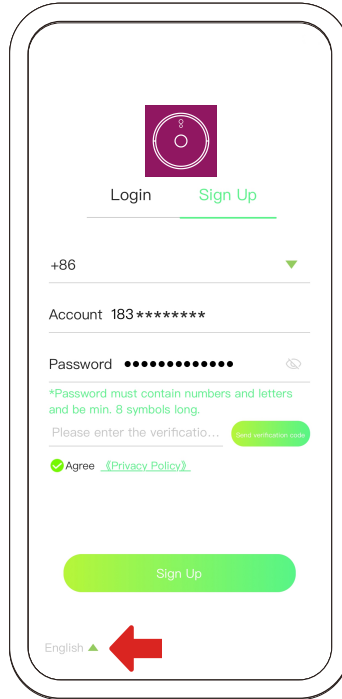 Login Sign Up
+86
Account 183********
Password ●●●●●●●●●●●●●
*Password must contain numbers and letters
and be min. 8 symbols long.
Please enter the verificatio... Send verification code
Agree 《Privacy Policy》
Sign Up
English